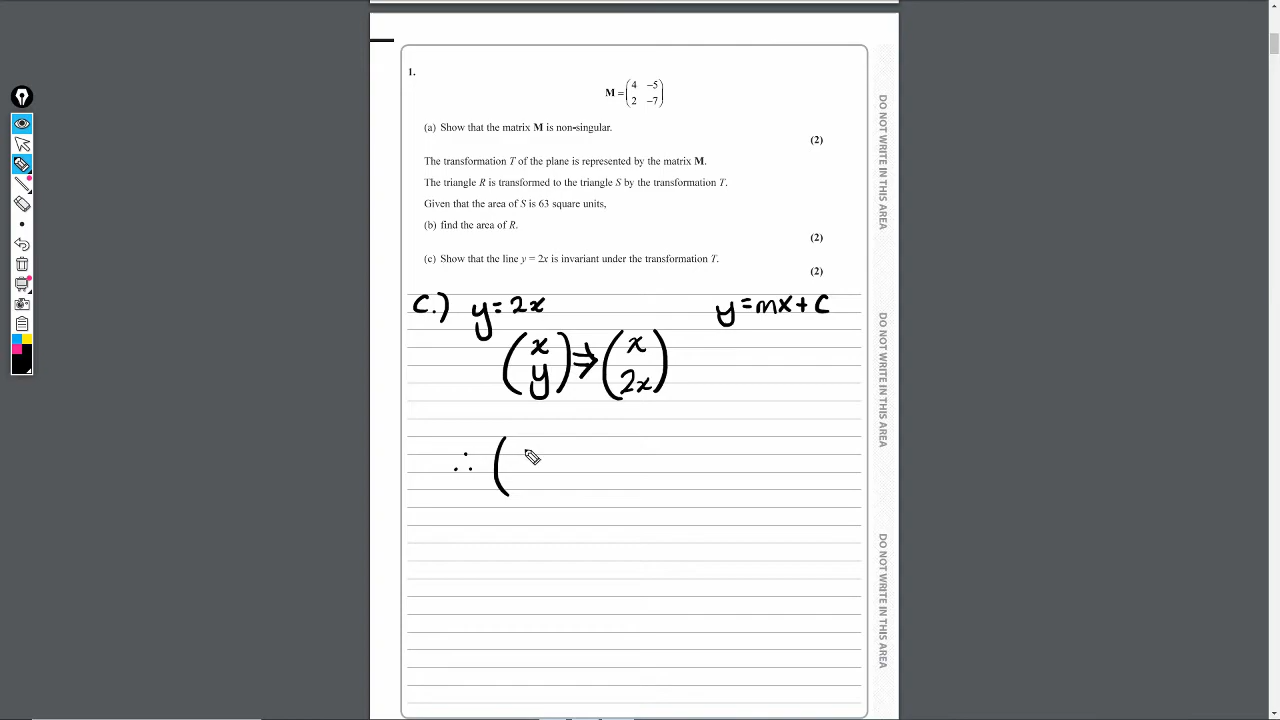 1.
M = (4 −5
2 −7)
(a) Show that the matrix M is non-singular.
(2)
The transformation T of the plane is represented by the matrix M.
The triangle R is transformed to the triangle S by the transformation T.
Given that the area of S is 63 square units,
(b) find the area of R.
(2)
(c) Show that the line y = 2x is invariant under the transformation T.
(2)
C.) y = 2x y = mx + c
(x
y) ⇒ (x
2x)
∴ (
DO NOT WRITE IN THIS AREA
DO NOT WRITE IN THIS AREA
DO NOT WRITE IN THIS AREA